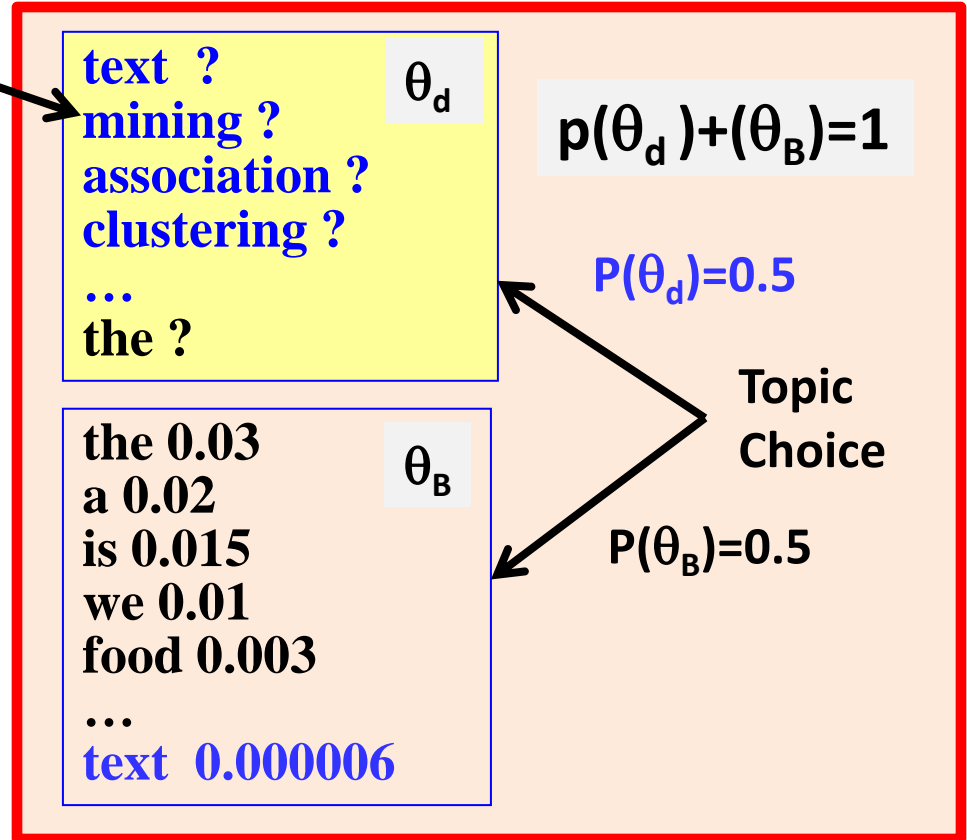 text ?
mining ?
association ?
clustering ?
…
the ?
θd
p(θd )+(θB)=1
P(θd)=0.5
Topic
Choice
the 0.03
a 0.02
is 0.015
we 0.01
food 0.003
…
text 0.000006
θB
P(θB)=0.5